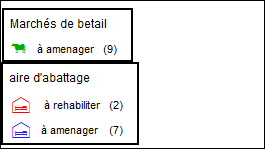 Marchés de betail
à amenager (9)
aire d'abattage
à rehabiliter (2)
à amenager (7)